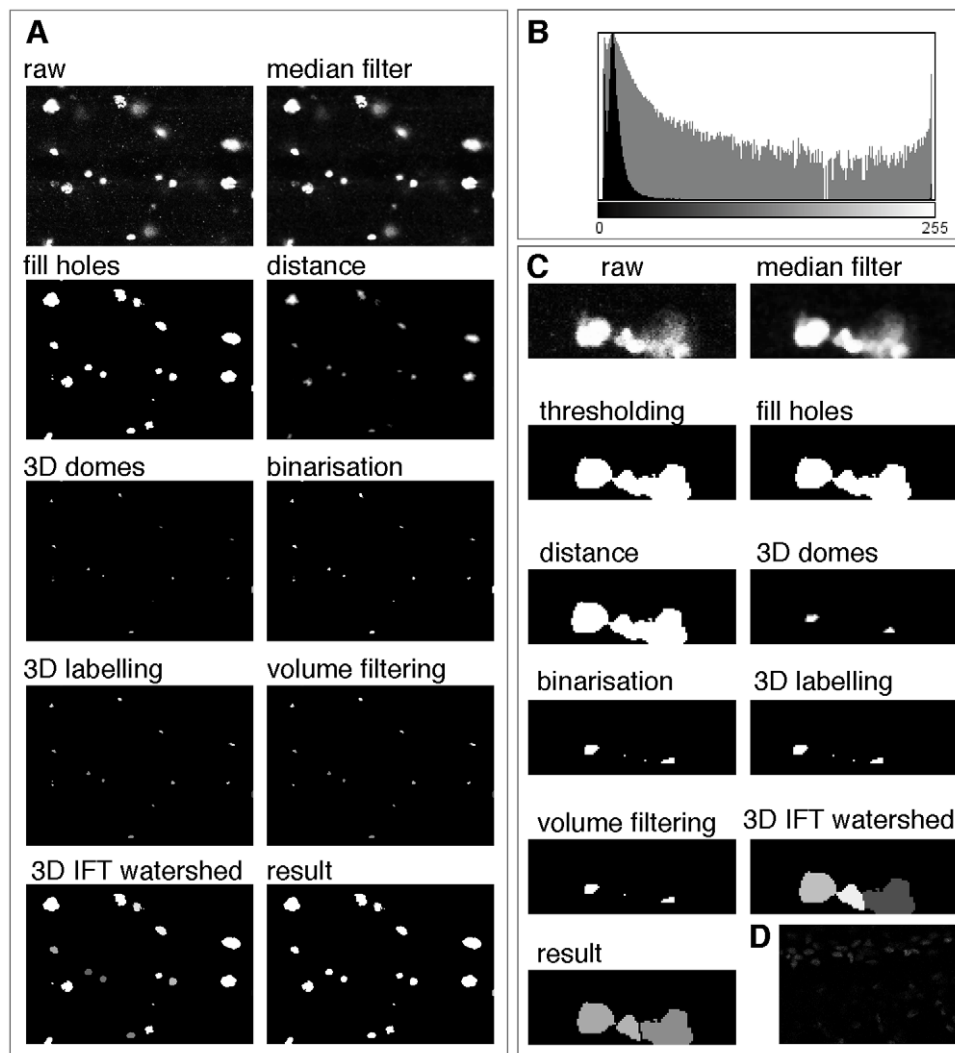 A
raw
median filter
fill holes
distance
3D domes
binarisation
3D labelling
volume filtering
3D IFT watershed
result
B
0
255
C
raw
median filter
thresholding
fill holes
distance
3D domes
binarisation
3D labelling
volume filtering
3D IFT watershed
result
D